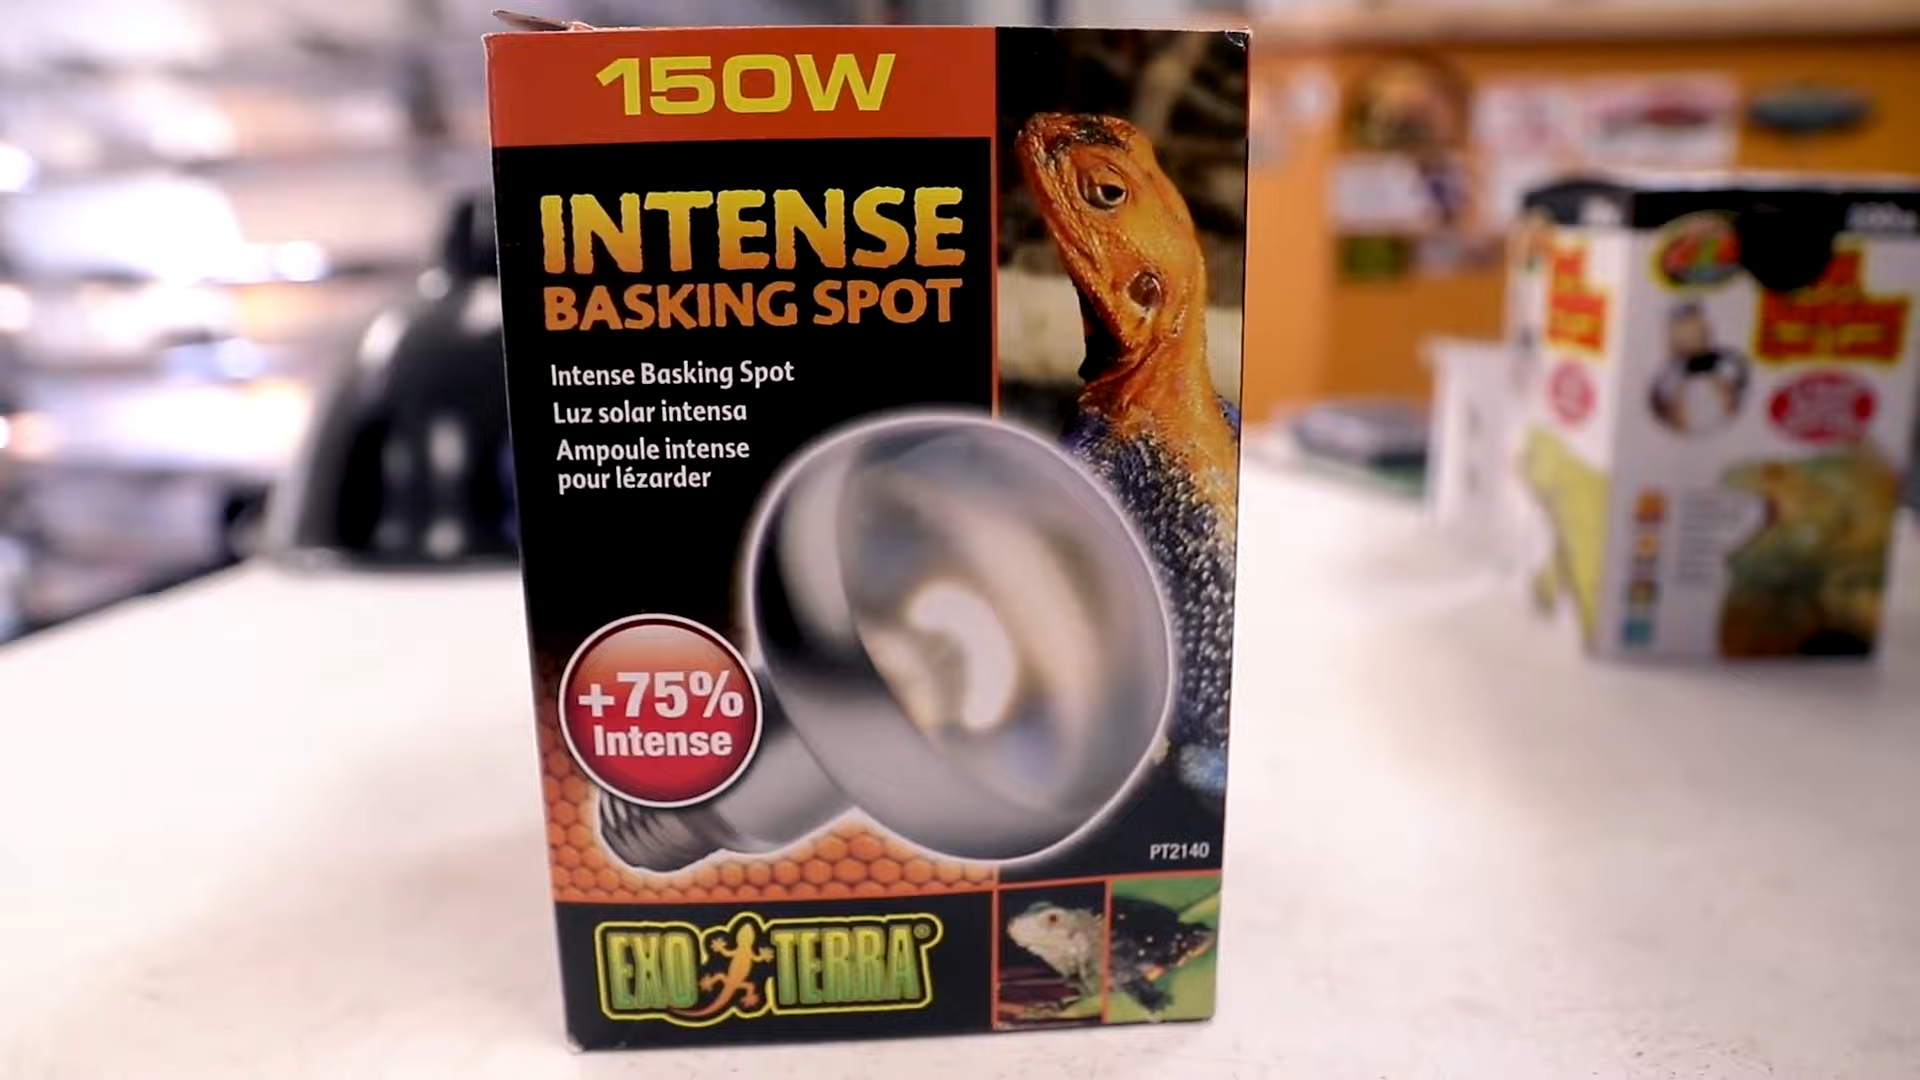 150W
INTENSE
BASKING SPOT
Intense Basking Spot
Luz solar intensa
Ampoule intense
pour lézarder
+75%
Intense
PT2140
EXO TERRA®